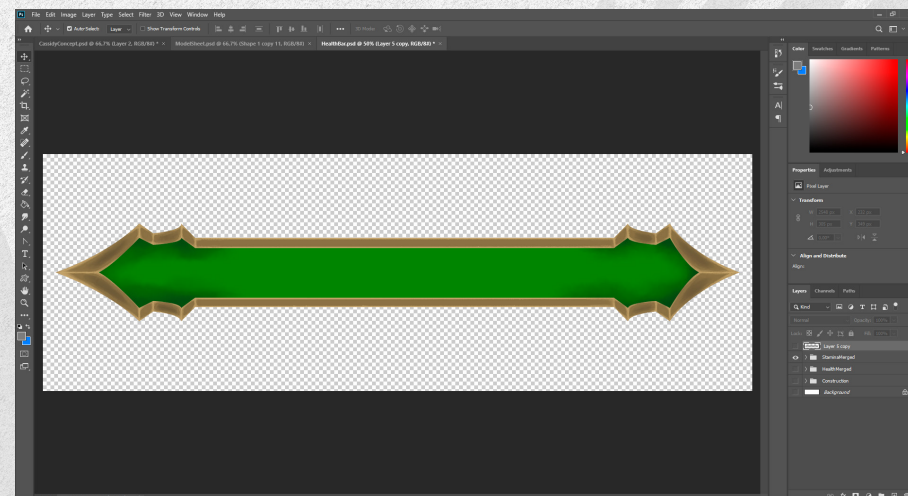 Ps File Edit Image Layer Type Select Filter 3D View Window Help
Auto-Select: Layer Show Transform Controls 3D Mode:
CassidyConcept.psd @ 66.7% (Layer 2, RGB/8#) * × ModelSheet.psd @ 66.7% (Shape 1 copy 11, RGB/8#) × HealthBar.psd @ 50% (Layer 5 copy, RGB/8#) * ×
Color Swatches Gradients Patterns
Properties Adjustments
Pixel Layer
Transform
Align and Distribute
Align:
Layers Channels Paths
Kind
Normal Opacity:
Lock: Fill:
Layer 5 copy
StaminaMerged
HealthMerged
Construction
Background